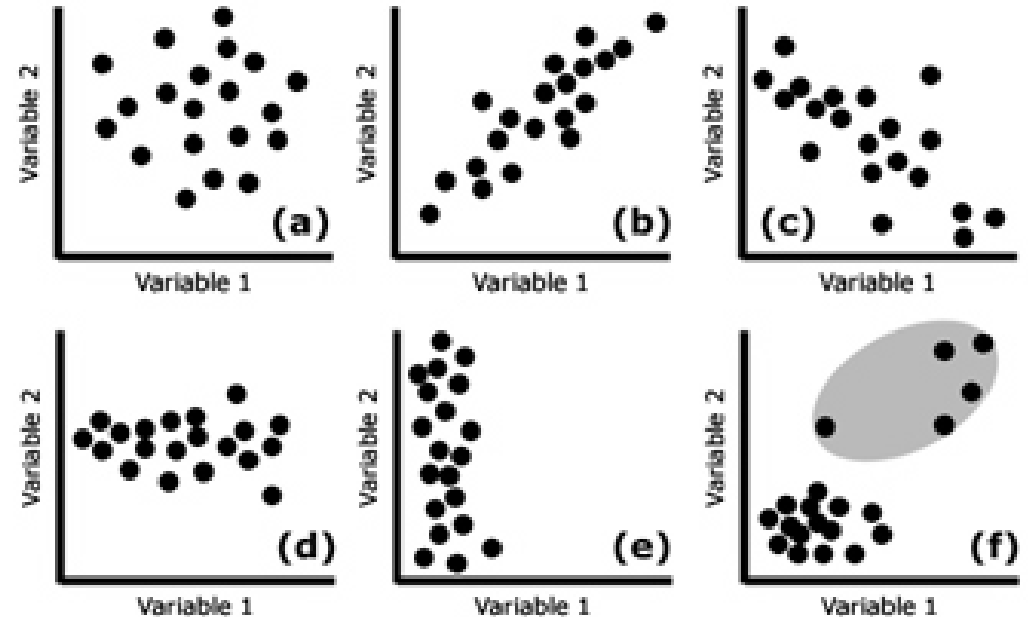 Variable 2
(a)
Variable 1
Variable 2
(b)
Variable 1
Variable 2
(c)
Variable 1
Variable 2
(d)
Variable 1
Variable 2
(e)
Variable 1
Variable 2
(f)
Variable 1